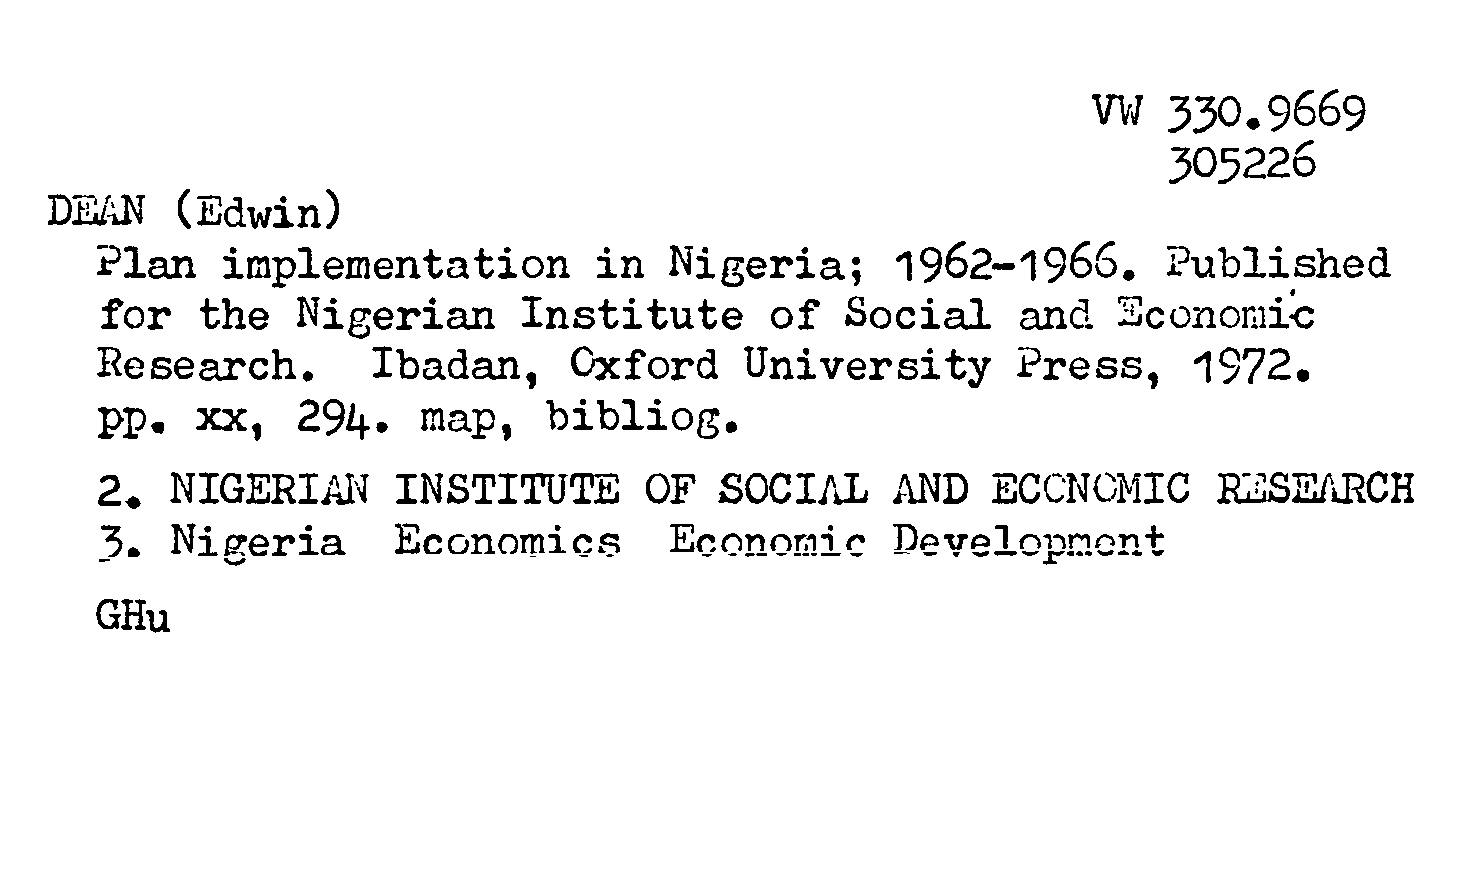 VW 330.9669
305226
DEAN (Edwin)
Plan implementation in Nigeria; 1962-1966. Published
for the Nigerian Institute of Social and Economic
Research. Ibadan, Oxford University Press, 1972.
pp. xx, 294. map, bibliog.
2. NIGERIAN INSTITUTE OF SOCIAL AND ECONOMIC RESEARCH
3. Nigeria Economics Economic Development
GHu